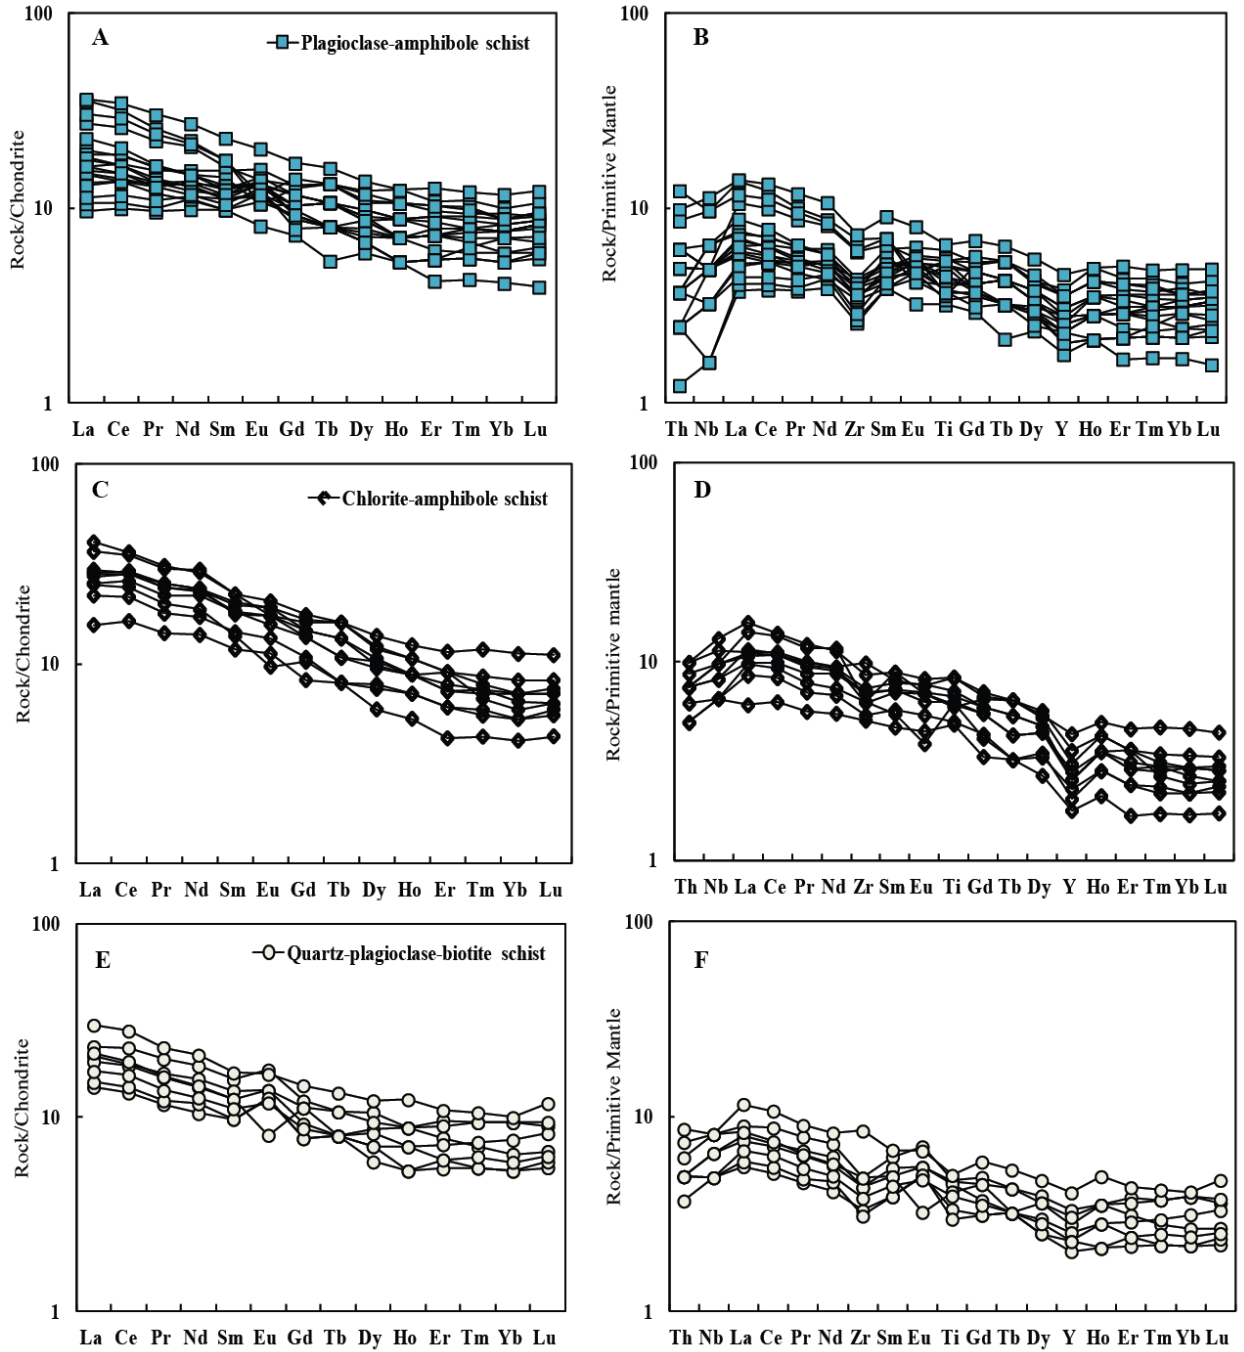 A
Plagioclase-amphibole schist
Rock/Chondrite
100
10
1
La Ce Pr Nd Sm Eu Gd Tb Dy Ho Er Tm Yb Lu
B
Rock/Primitive Mantle
100
10
1
Th Nb La Ce Pr Nd Zr Sm Eu Ti Gd Tb Dy Y Ho Er Tm Yb Lu
C
Chlorite-amphibole schist
Rock/Chondrite
100
10
1
La Ce Pr Nd Sm Eu Gd Tb Dy Ho Er Tm Yb Lu
D
Rock/Primitive mantle
100
10
1
Th Nb La Ce Pr Nd Zr Sm Eu Ti Gd Tb Dy Y Ho Er Tm Yb Lu
E
Quartz-plagioclase-biotite schist
Rock/Chondrite
100
10
1
La Ce Pr Nd Sm Eu Gd Tb Dy Ho Er Tm Yb Lu
F
Rock/Primitive Mantle
100
10
1
Th Nb La Ce Pr Nd Zr Sm Eu Ti Gd Tb Dy Y Ho Er Tm Yb Lu